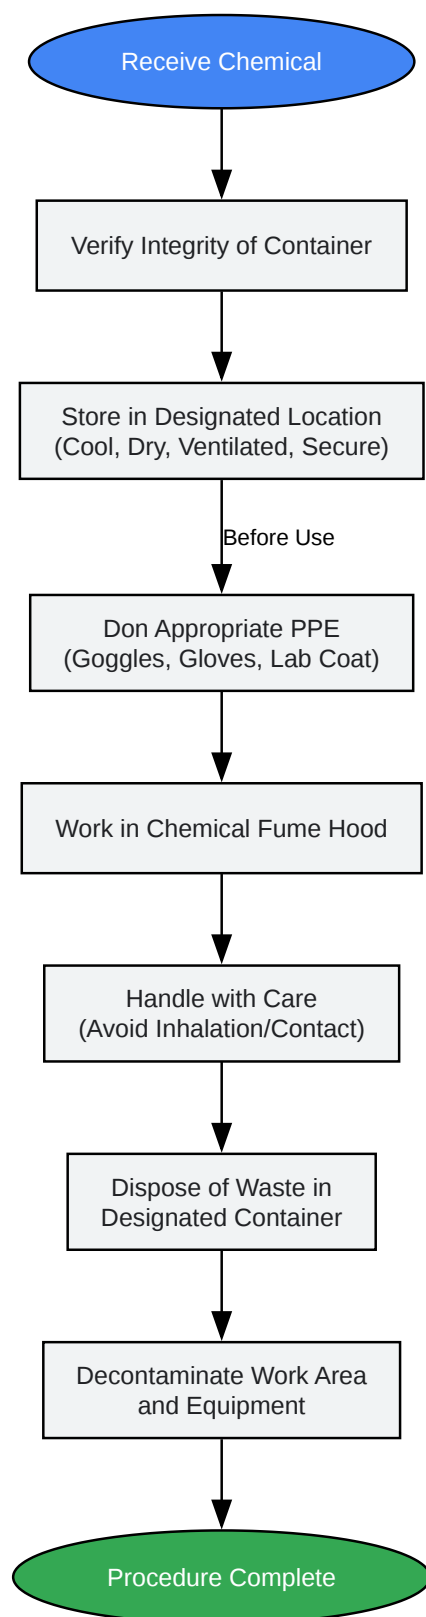 Receive Chemical
Verify Integrity of Container
Store in Designated Location
(Cool, Dry, Ventilated, Secure)
Before Use
Don Appropriate PPE
(Goggles, Gloves, Lab Coat)
Work in Chemical Fume Hood
Handle with Care
(Avoid Inhalation/Contact)
Dispose of Waste in
Designated Container
Decontaminate Work Area
and Equipment
Procedure Complete